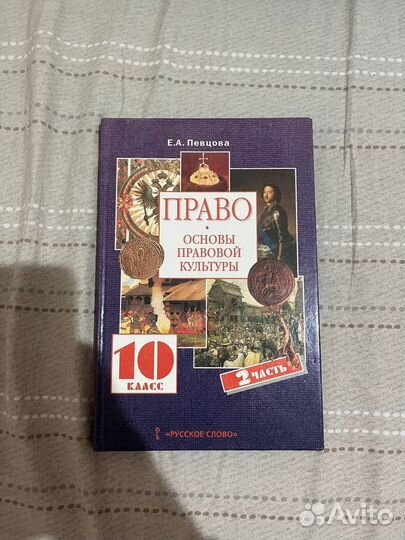 Е.А. Певцова
ПРАВО
•
ОСНОВЫ
ПРАВОВОЙ
КУЛЬТУРЫ
10
КЛАСС
2 ЧАСТЬ
«РУССКОЕ СЛОВО»
Avito